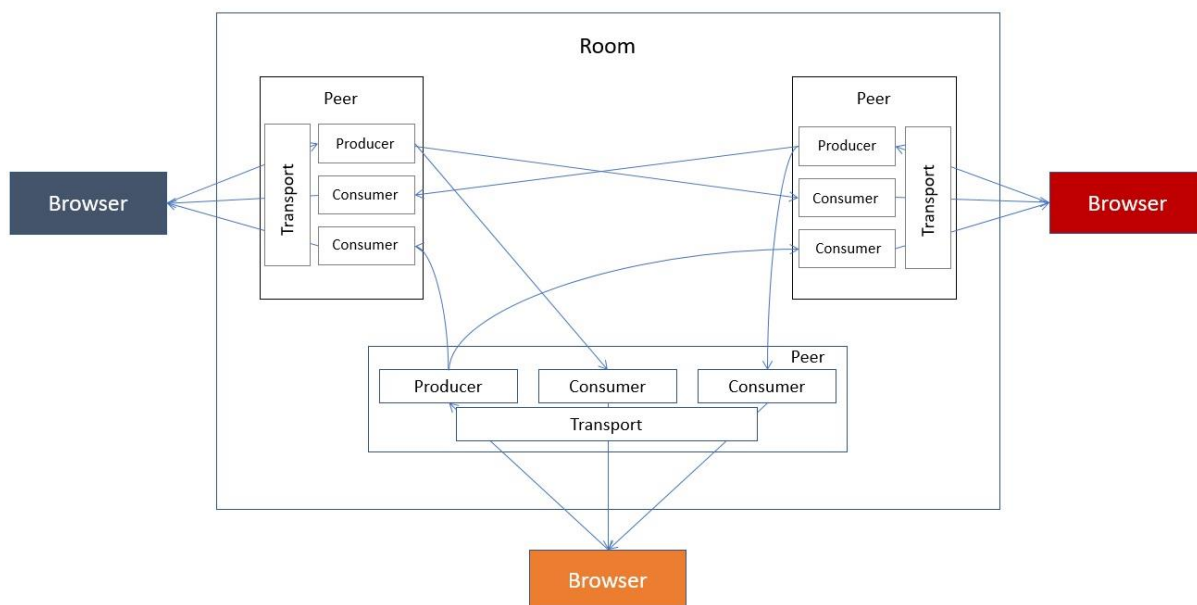 Room
Peer
Transport
Producer
Consumer
Consumer
Peer
Producer
Consumer
Consumer
Transport
Browser
Browser
Peer
Producer
Consumer
Consumer
Transport
Browser